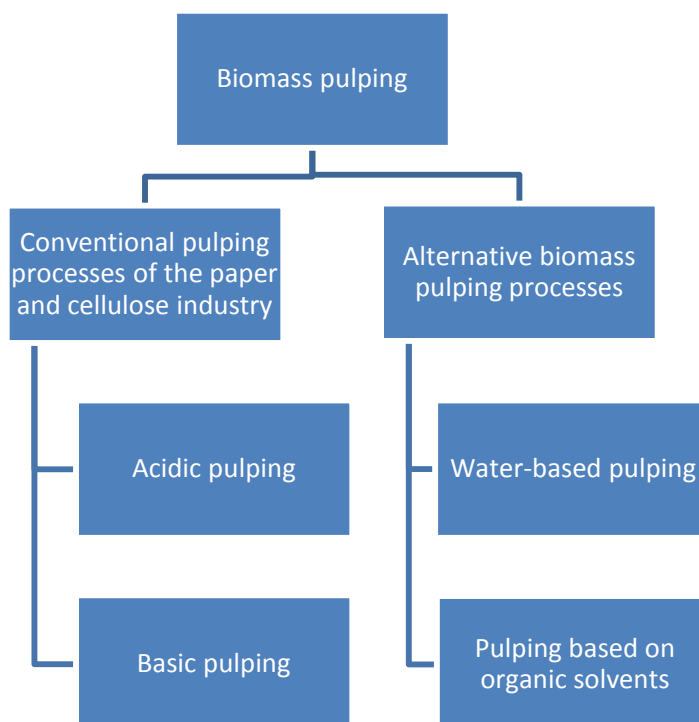 Biomass pulping
Conventional pulping
processes of the paper
and cellulose industry
Alternative biomass
pulping processes
Acidic pulping
Water-based pulping
Basic pulping
Pulping based on
organic solvents